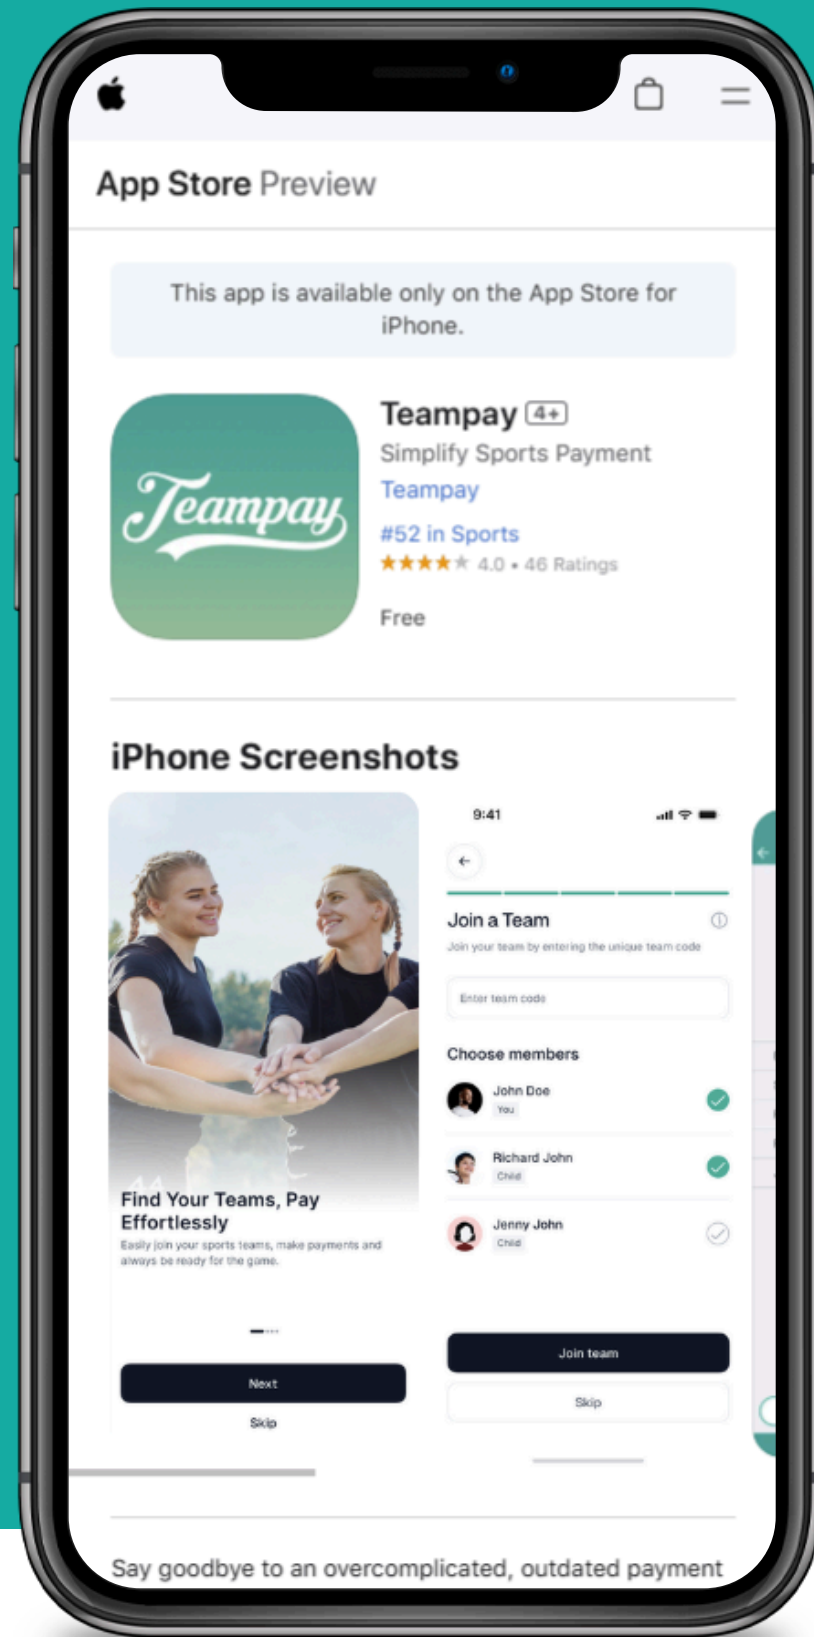 App Store Preview
This app is available only on the App Store for
iPhone.
Teampay
Teampay 4+
Simplify Sports Payment
Teampay
#52 in Sports
4.0 • 46 Ratings
Free
iPhone Screenshots
Find Your Teams, Pay
Effortlessly
Easily join your sports teams, make payments and
always be ready for the game.
Next
Skip
9:41
Join a Team
Join your team by entering the unique team code
Enter team code
Choose members
John Doe
You
Richard John
Child
Jenny John
Child
Join team
Skip
Say goodbye to an overcomplicated, outdated payment